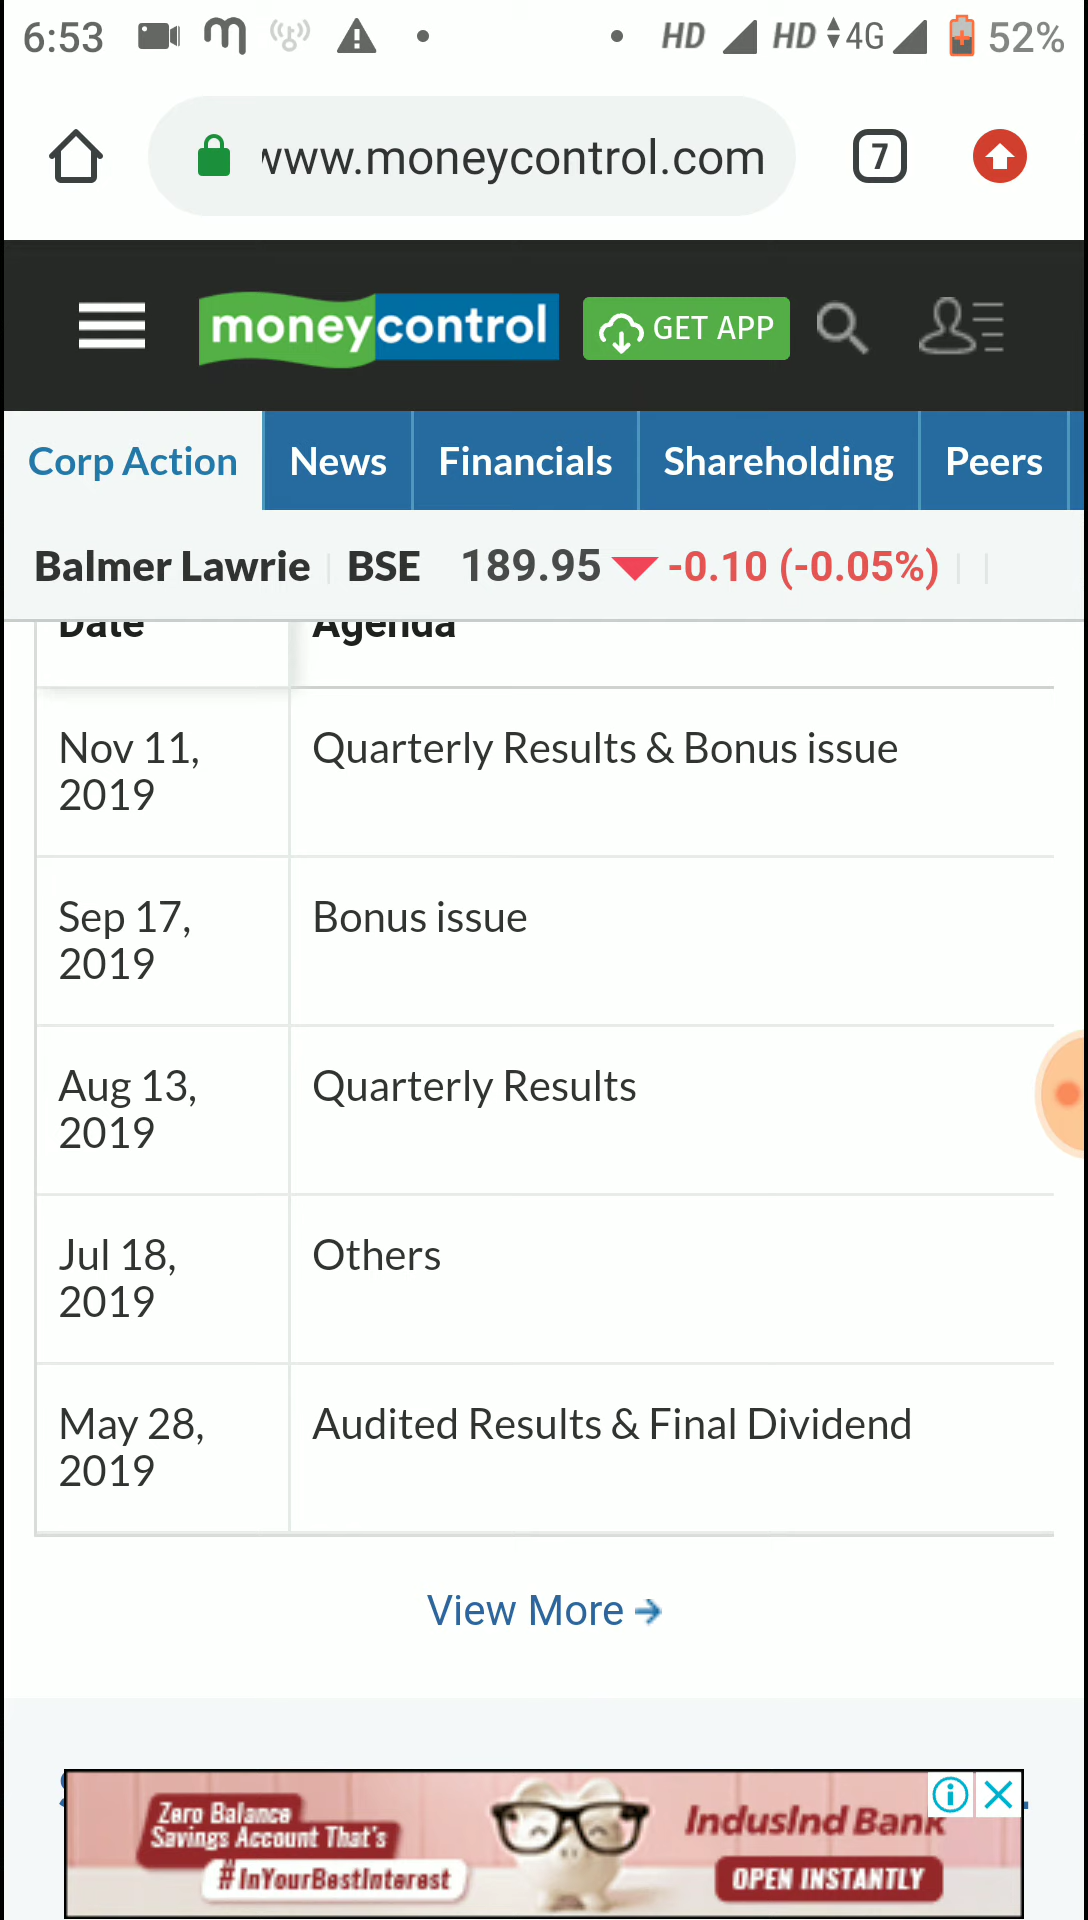 6:53 HD HD 4G 52%
www.moneycontrol.com 7
moneycontrol GET APP
Corp Action News Financials Shareholding Peers
Balmer Lawrie BSE 189.95 -0.10 (-0.05%)
Date Agenda
Nov 11, Quarterly Results & Bonus issue
2019
Sep 17, Bonus issue
2019
Aug 13, Quarterly Results
2019
Jul 18, Others
2019
May 28, Audited Results & Final Dividend
2019
View More
Zero Balance
Savings Account That's
#InYourBestInterest
IndusInd Bank
OPEN INSTANTLY